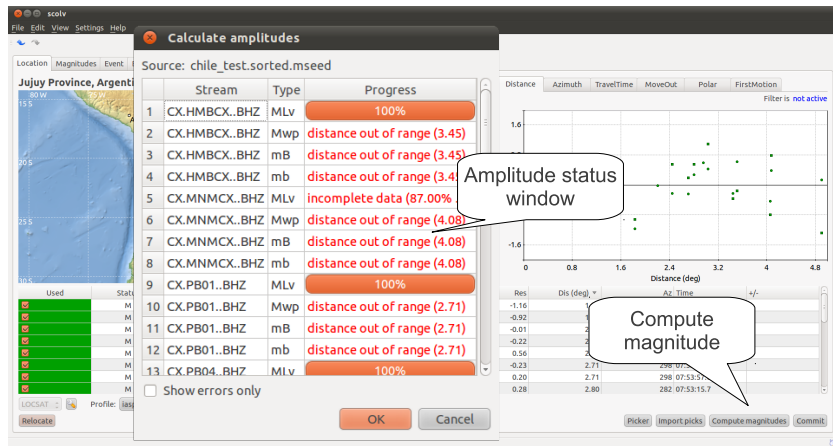 scolv
File Edit View Settings Help
Location Magnitudes Event
Jujuy Province, Argenti
80 W
15 S
20 S
25 S
Used Statu
M
M
M
M
M
M
M
M
LOCSAT Profile: iasp
Relocate
Calculate amplitudes
Source: chile_test.sorted.mseed
Stream Type Progress
1 CX.HMBCX..BHZ MLv 100%
2 CX.HMBCX..BHZ Mwp distance out of range (3.45)
3 CX.HMBCX..BHZ mB distance out of range (3.45)
4 CX.HMBCX..BHZ mb distance out of range (3.4
5 CX.MNMCX..BHZ MLv incomplete data (87.00%
6 CX.MNMCX..BHZ Mwp distance out of range (4.08)
7 CX.MNMCX..BHZ mB distance out of range (4.08)
8 CX.MNMCX..BHZ mb distance out of range (4.08)
9 CX.PB01..BHZ MLv 100%
10 CX.PB01..BHZ Mwp distance out of range (2.71)
11 CX.PB01..BHZ mB distance out of range (2.71)
12 CX.PB01..BHZ mb distance out of range (2.71)
13 CX.PB04..BHZ MLv 100%
Show errors only
OK Cancel
Amplitude status
window
Distance Azimuth TravelTime MoveOut Polar FirstMotion
Filter is not active
1.6
-1.6
0 0.8 1.6 2.4 3.2 4 4.8
Distance (deg)
Res Dis (deg) Az Time +/-
-1.16
-0.92
-0.01
-0.22
0.56
-0.23 2.71 298 07:53
0.20 2.71 298 07:53:57
0.28 2.80 282 07:53:15.7
Compute
magnitude
Picker Import picks Compute magnitudes Commit